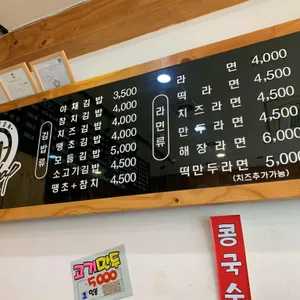 김밥류
야채김밥 3,500
참치김밥 4,000
치즈김밥 4,000
땡초김밥 4,000
모듬김밥 5,000
소고기김밥 4,500
땡초+참치 4,500
라면류
라면 4,000
떡라면 4,500
치즈라면 4,500
만두라면 4,500
해장라면 6,000
떡만두라면 5,000
(치즈추가가능)
고기만두
5000
콩국수